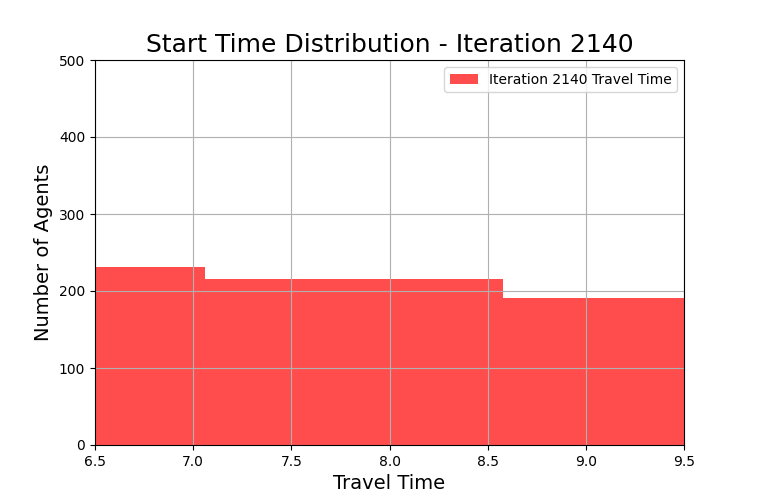 Start Time Distribution - Iteration 2140
500
Iteration 2140 Travel Time
400
300
200
100
0
Number of Agents
6.5 7.0 7.5 8.0 8.5 9.0 9.5
Travel Time